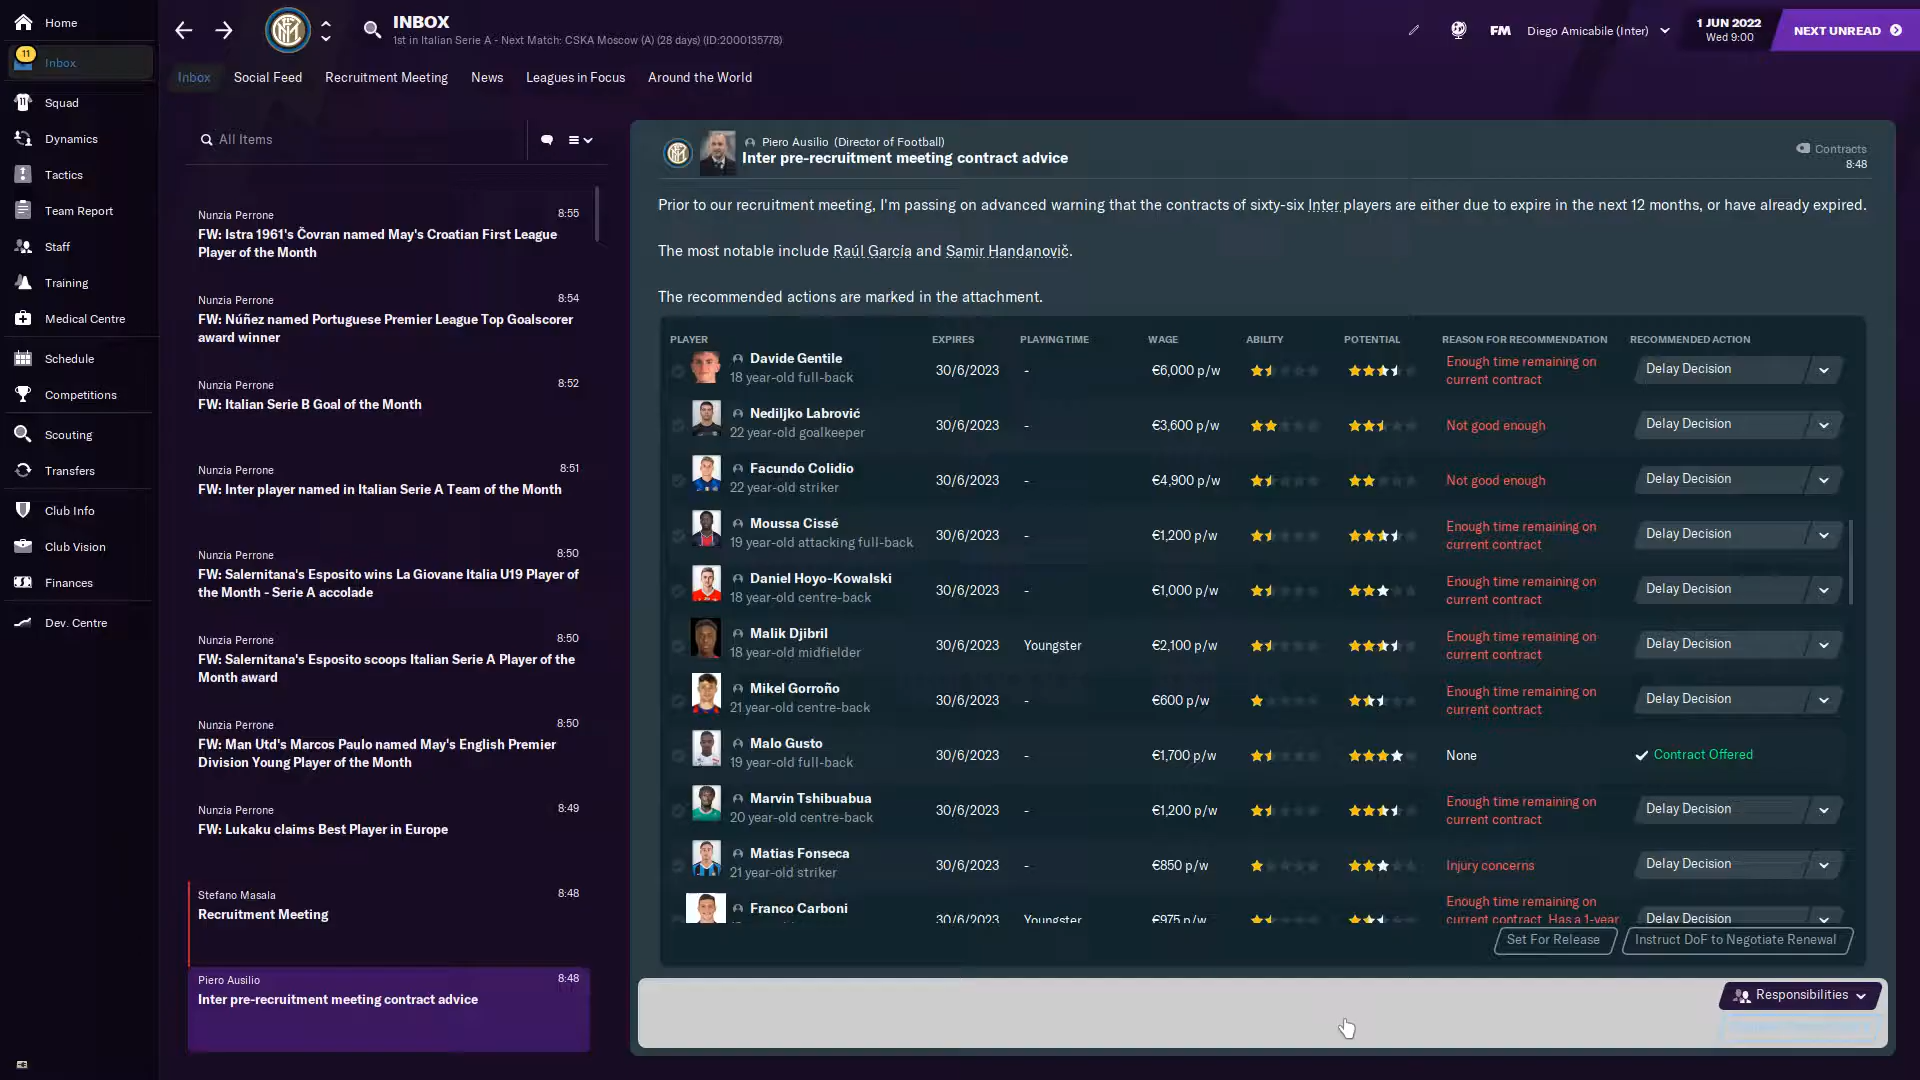 Home
11
Inbox
Squad
Dynamics
Tactics
Team Report
Staff
Training
Medical Centre
Schedule
Competitions
Scouting
Transfers
Club Info
Club Vision
Finances
Dev. Centre
INBOX
1st in Italian Serie A - Next Match: CSKA Moscow (A) (28 days) (ID:2000135778)
FM
Diego Amicabile (Inter)
1 JUN 2022
Wed 9:00
NEXT UNREAD
Inbox
Social Feed
Recruitment Meeting
News
Leagues in Focus
Around the World
All Items
Nunzia Perrone
8:55
FW: Istra 1961's Čovran named May's Croatian First League
Player of the Month
Nunzia Perrone
8:54
FW: Núñez named Portuguese Premier League Top Goalscorer
award winner
Nunzia Perrone
8:52
FW: Italian Serie B Goal of the Month
Nunzia Perrone
8:51
FW: Inter player named in Italian Serie A Team of the Month
Nunzia Perrone
8:50
FW: Salernitana's Esposito wins La Giovane Italia U19 Player of
the Month - Serie A accolade
Nunzia Perrone
8:50
FW: Salernitana's Esposito scoops Italian Serie A Player of the
Month award
Nunzia Perrone
8:50
FW: Man Utd's Marcos Paulo named May's English Premier
Division Young Player of the Month
Nunzia Perrone
8:49
FW: Lukaku claims Best Player in Europe
Stefano Masala
8:48
Recruitment Meeting
Piero Ausilio
8:48
Inter pre-recruitment meeting contract advice
Piero Ausilio (Director of Football)
Inter pre-recruitment meeting contract advice
Contracts
8:48
Prior to our recruitment meeting, I'm passing on advanced warning that the contracts of sixty-six Inter players are either due to expire in the next 12 months, or have already expired.
The most notable include Raúl García and Samir Handanovič.
The recommended actions are marked in the attachment.
PLAYER EXPIRES PLAYING TIME WAGE ABILITY POTENTIAL REASON FOR RECOMMENDATION RECOMMENDED ACTION
Davide Gentile
18 year-old full-back
30/6/2023 - €6,000 p/w
Enough time remaining on
current contract
Delay Decision
Nediljko Labrović
22 year-old goalkeeper
30/6/2023 - €3,600 p/w
Not good enough
Delay Decision
Facundo Colidio
22 year-old striker
30/6/2023 - €4,900 p/w
Not good enough
Delay Decision
Moussa Cissé
19 year-old attacking full-back
30/6/2023 - €1,200 p/w
Enough time remaining on
current contract
Delay Decision
Daniel Hoyo-Kowalski
18 year-old centre-back
30/6/2023 - €1,000 p/w
Enough time remaining on
current contract
Delay Decision
Malik Djibril
18 year-old midfielder
30/6/2023 Youngster €2,100 p/w
Enough time remaining on
current contract
Delay Decision
Mikel Gorroño
21 year-old centre-back
30/6/2023 - €600 p/w
Enough time remaining on
current contract
Delay Decision
Malo Gusto
19 year-old full-back
30/6/2023 - €1,700 p/w
None
Contract Offered
Marvin Tshibuabua
20 year-old centre-back
30/6/2023 - €1,200 p/w
Enough time remaining on
current contract
Delay Decision
Matias Fonseca
21 year-old striker
30/6/2023 - €850 p/w
Injury concerns
Delay Decision
Franco Carboni
30/6/2023 Youngster €975 p/w
Enough time remaining on
current contract. Has a 1-year
Delay Decision
Set For Release
Instruct DoF to Negotiate Renewal
Responsibilities